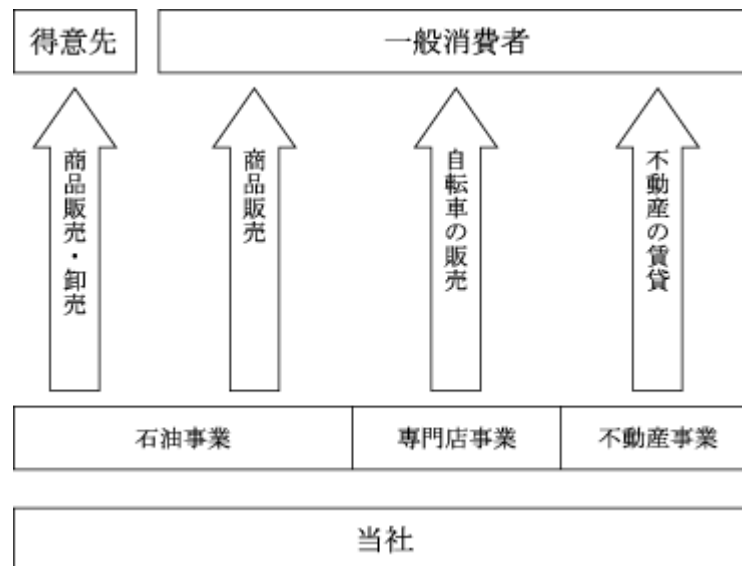 得意先
一般消費者
商品販売・卸売
商品販売
自転車の販売
不動産の賃貸
石油事業
専門店事業
不動産事業
当社